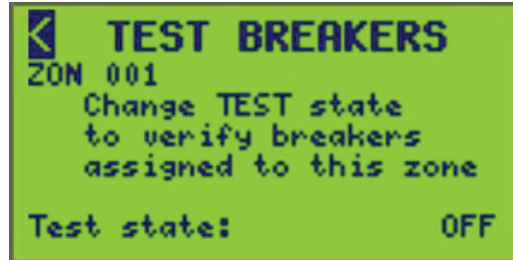 < TEST BREAKERS
ZON 001
Change TEST state
to verify breakers
assigned to this zone
Test state: OFF